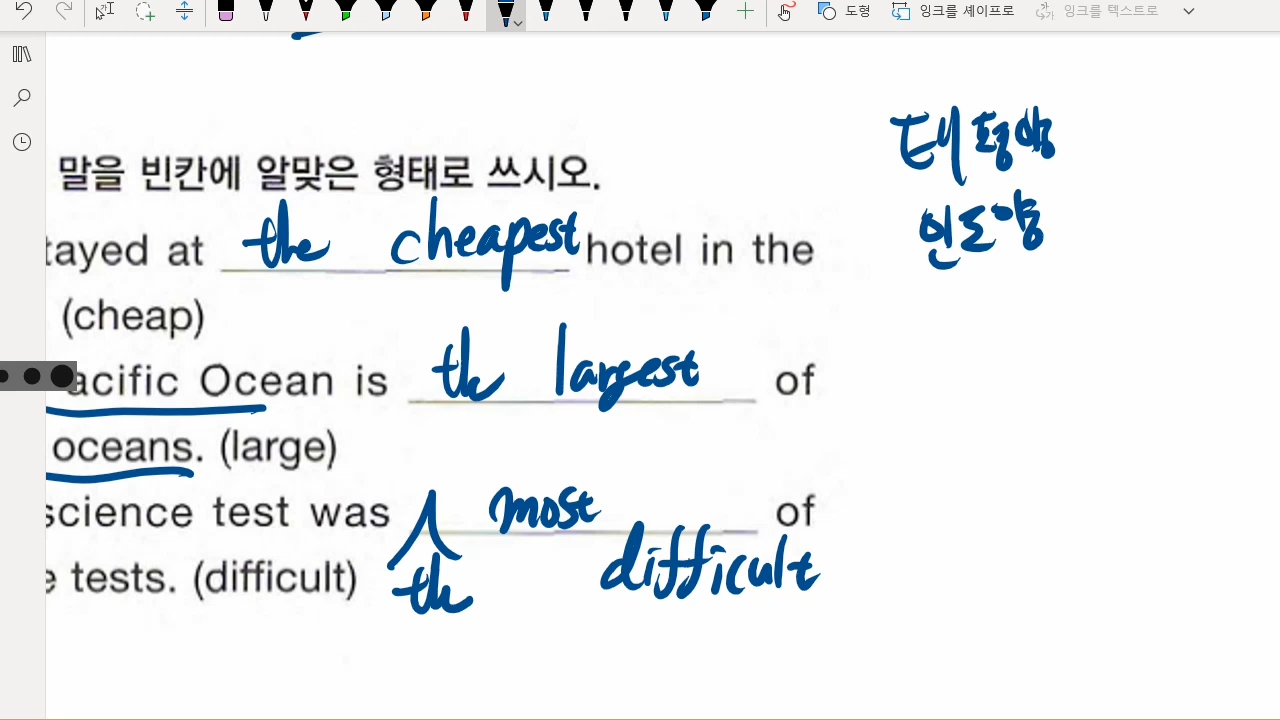 도형 잉크를 셰이프로 잉크를 텍스트로
태평양
인도양
말을 빈칸에 알맞은 형태로 쓰시오.
tayed at the cheapest hotel in the
(cheap)
acific Ocean is the largest of
oceans. (large)
science test was most of
e tests. (difficult) the difficult